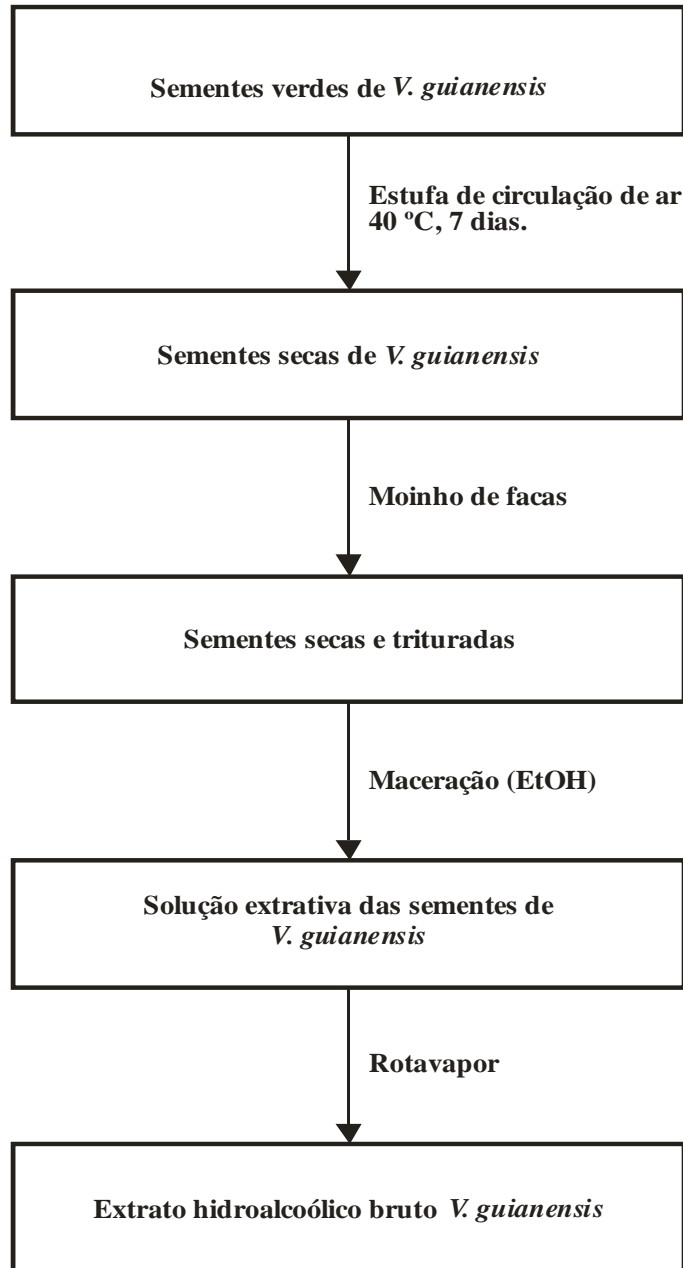 Sementes verdes de V. guianensis
Estufa de circulação de ar
40 ºC, 7 dias.
Sementes secas de V. guianensis
Moinho de facas
Sementes secas e trituradas
Maceração (EtOH)
Solução extrativa das sementes de
V. guianensis
Rotavapor
Extrato hidroalcoólico bruto V. guianensis